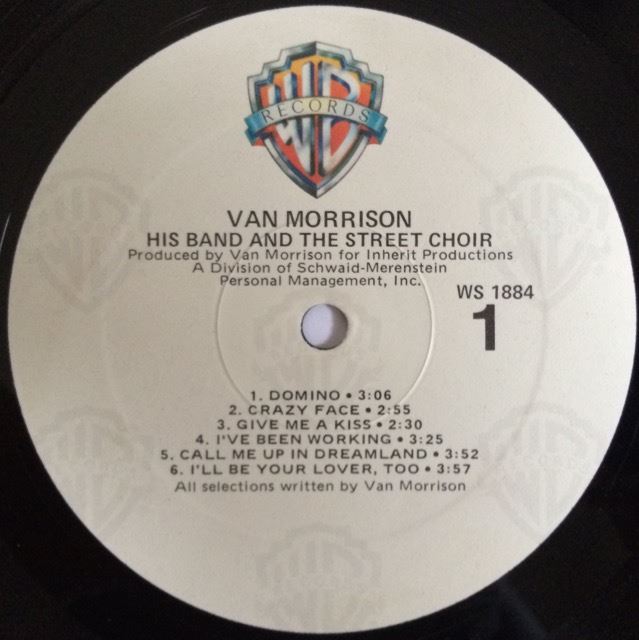 WB
RECORDS
VAN MORRISON
HIS BAND AND THE STREET CHOIR
Produced by Van Morrison for Inherit Productions
A Division of Schwaid-Merenstein
Personal Management, Inc.
WS 1884
1
1. DOMINO • 3:06
2. CRAZY FACE • 2:55
3. GIVE ME A KISS • 2:30
4. I'VE BEEN WORKING • 3:25
5. CALL ME UP IN DREAMLAND • 3:52
6. I'LL BE YOUR LOVER, TOO • 3:57
All selections written by Van Morrison